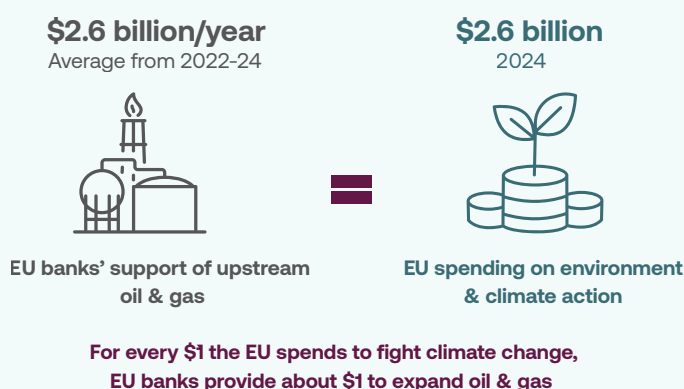 $2.6 billion/year
Average from 2022-24
$2.6 billion
2024
EU banks’ support of upstream
oil & gas
EU spending on environment
& climate action
For every $1 the EU spends to fight climate change,
EU banks provide about $1 to expand oil & gas